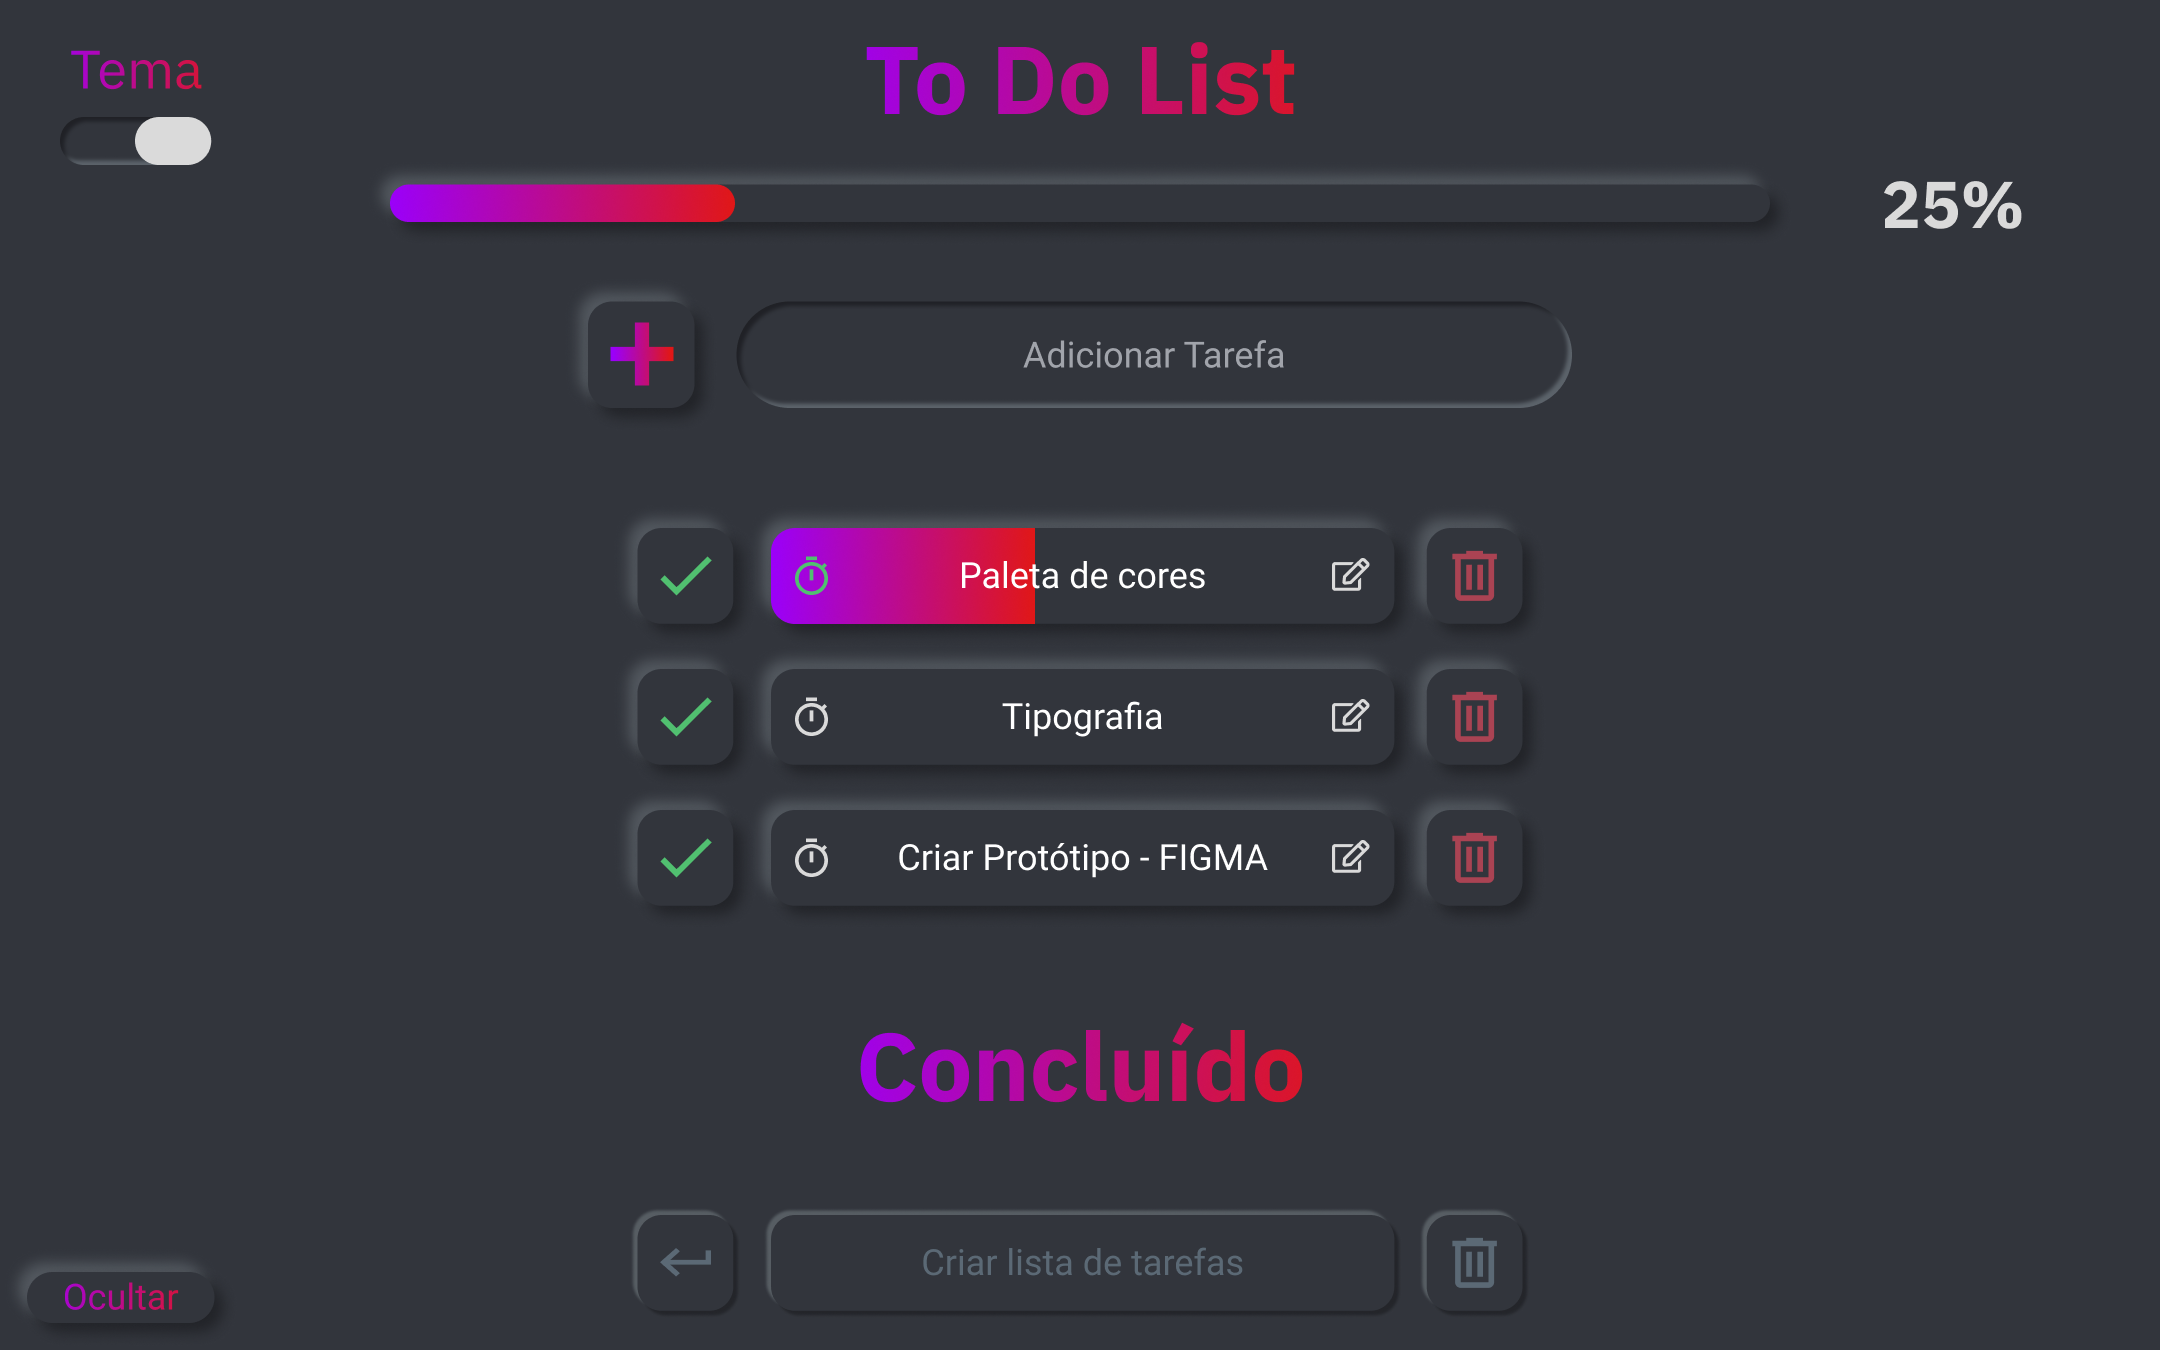 Tema
To Do List
25%
Adicionar Tarefa
Paleta de cores
Tipografia
Criar Protótipo - FIGMA
Concluído
Criar lista de tarefas
Ocultar